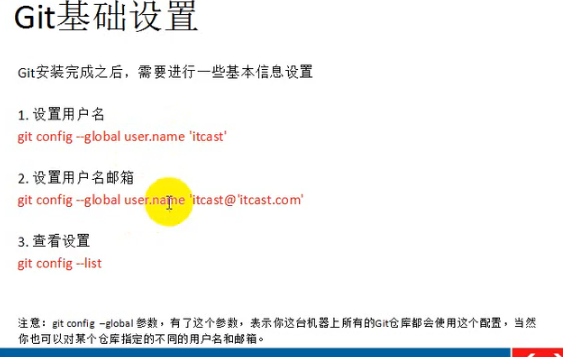 Git基础设置
Git安装完成之后，需要进行一些基本信息设置
1. 设置用户名
git config --global user.name 'itcast'
2. 设置用户名邮箱
git config --global user.name 'itcast@'itcast.com'
3. 查看设置
git config --list
注意：git config –global 参数，有了这个参数，表示你这台机器上所有的Git仓库都会使用这个配置，当然
你也可以对某个仓库指定的不同的用户名和邮箱。